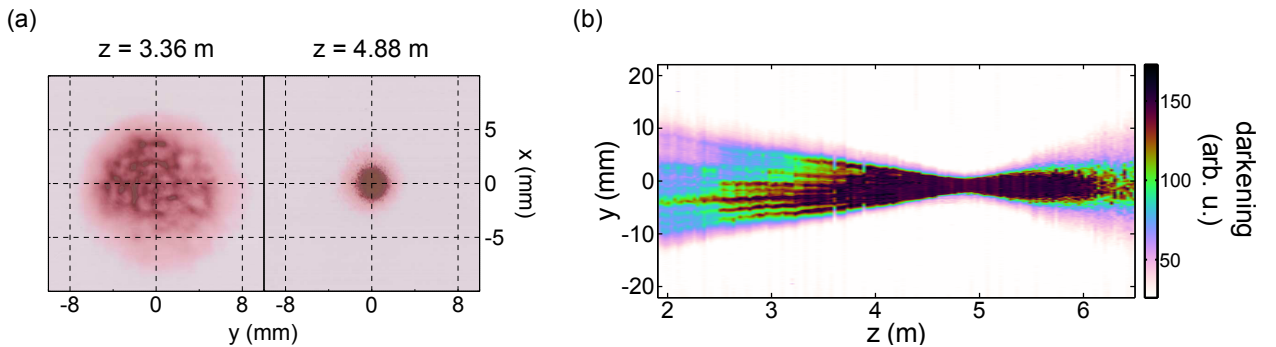 (a)
z = 3.36 m
z = 4.88 m
5
0
-5
x (mm)
-8
0
8
-8
0
8
y (mm)
(b)
20
10
0
-10
-20
y (mm)
2
3
4
5
6
z (m)
150
100
50
darkening
(arb. u.)